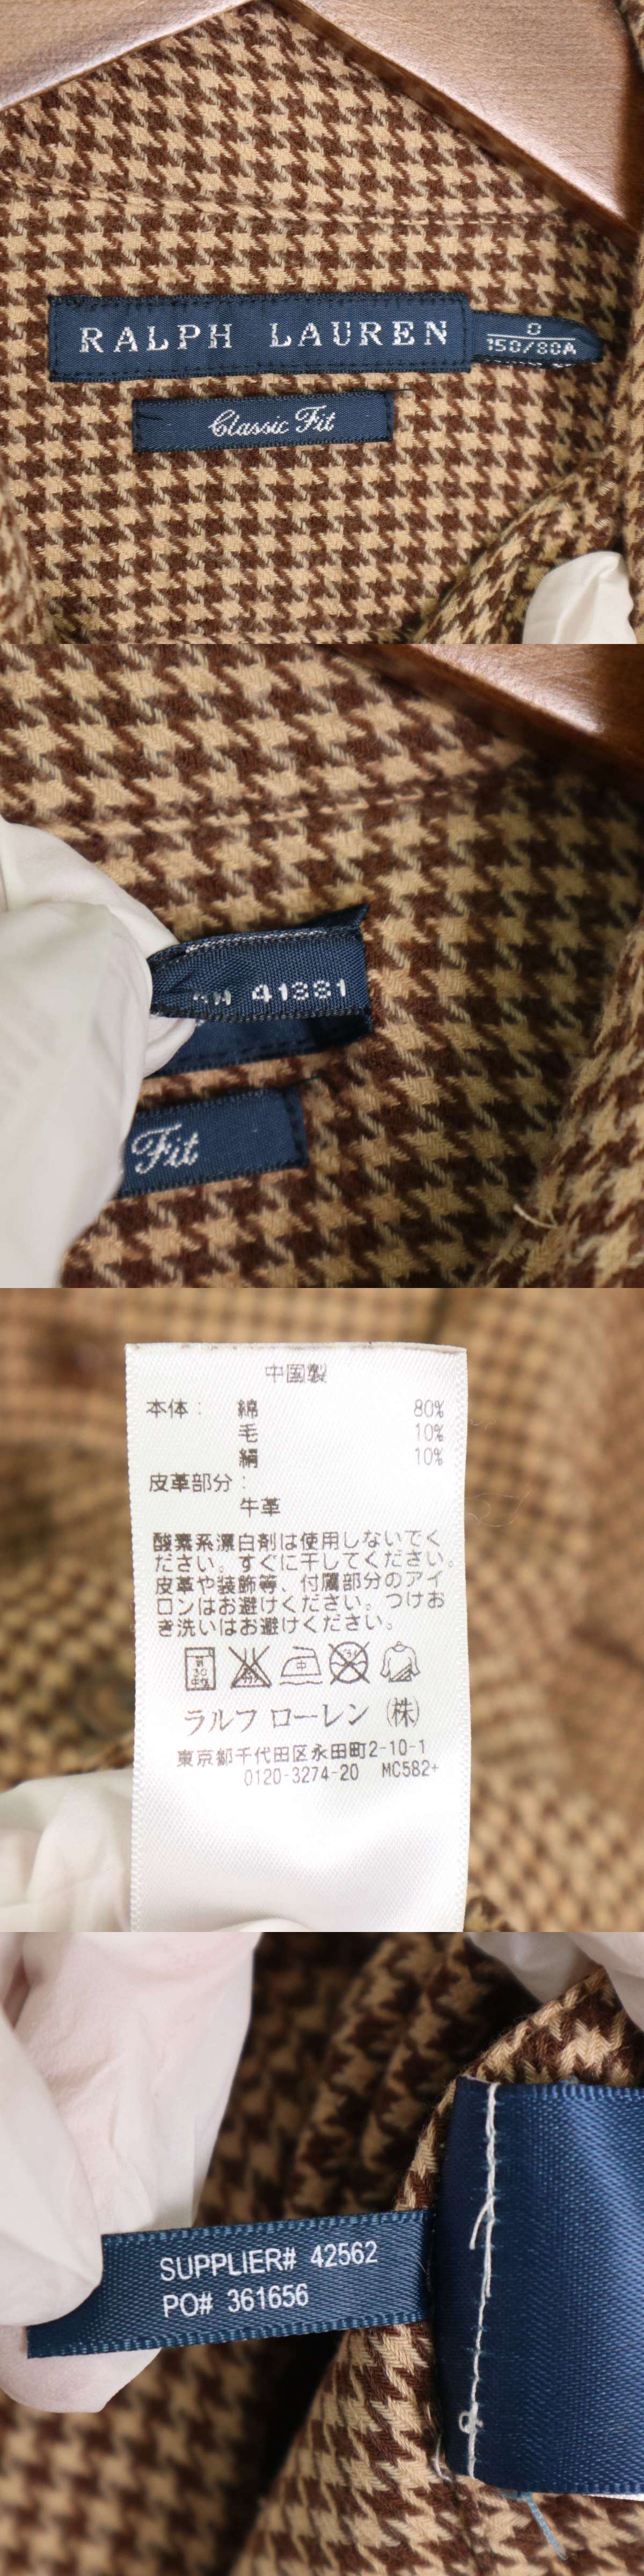 RALPH LAUREN
0
150/80A
Classic Fit
41381
Fit
中国製
本体： 綿 80%
毛 10%
絹 10%
皮革部分：
牛革
酸素系漂白剤は使用しないでく
ださい。すぐに干してください。
皮革や装飾等、付属部分のアイ
ロンはお避けください。つけお
き洗いはお避けください。
中
ラルフ ローレン（株）
東京都千代田区永田町2-10-1
0120-3274-20 MC582+
SUPPLIER# 42562
PO# 361656